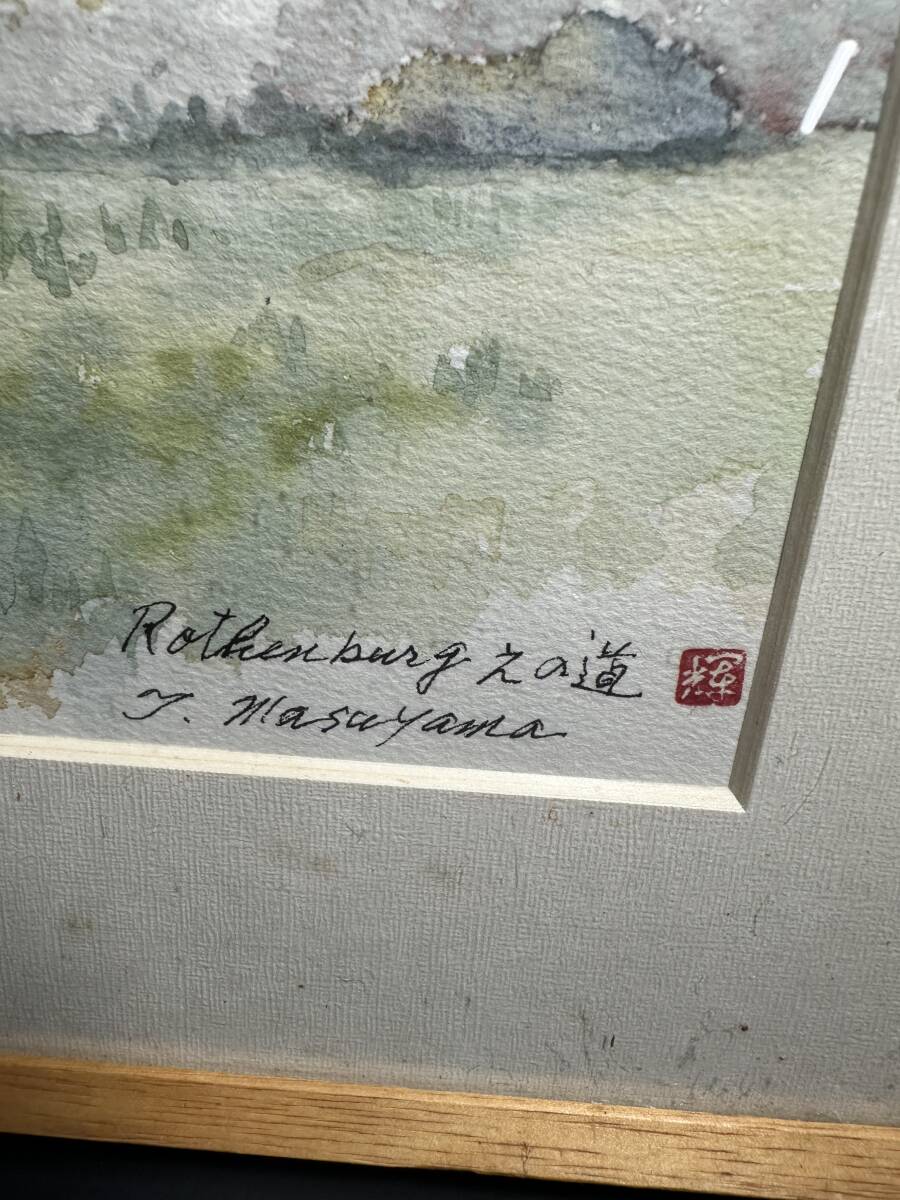 Rothenburg えの道
T. Masuyama
輝